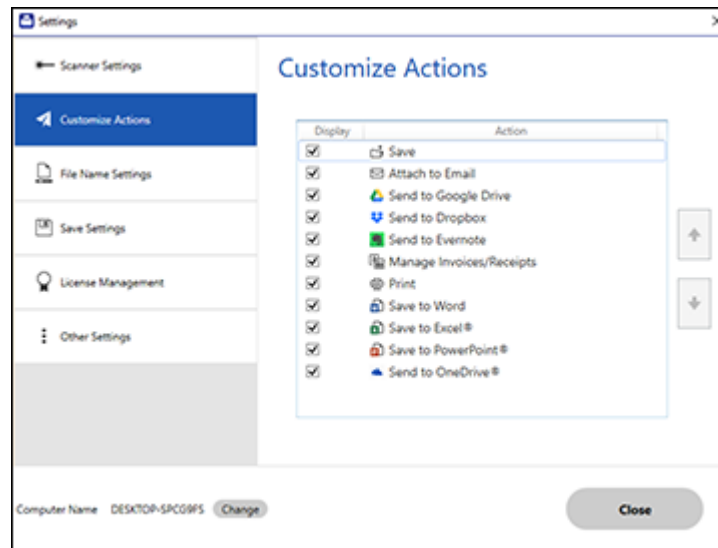 Settings
Scanner Settings
Customize Actions
File Name Settings
Save Settings
License Management
Other Settings
Customize Actions
Display Action
Save
Attach to Email
Send to Google Drive
Send to Dropbox
Send to Evernote
Manage Invoices/Receipts
Print
Save to Word
Save to Excel®
Save to PowerPoint®
Send to OneDrive®
Computer Name DESKTOP-SPCG9FS Change
Close